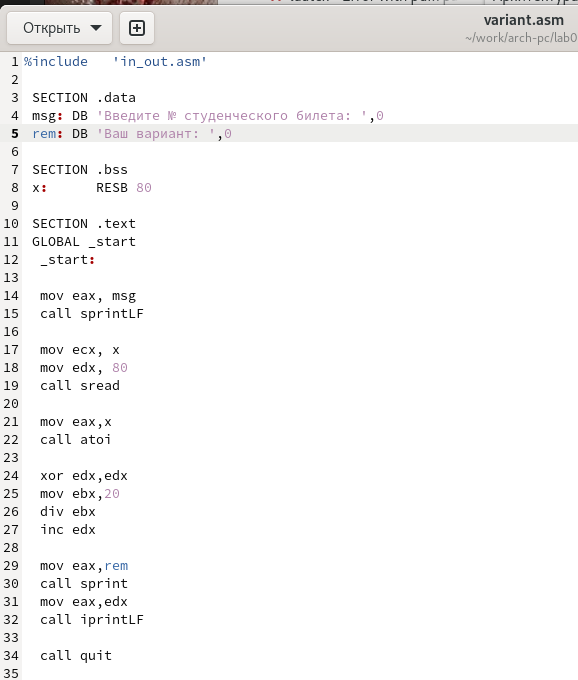 Открыть
variant.asm
~/work/arch-pc/lab0
1 %include   'in_out.asm'
2
3 SECTION .data
4 msg: DB 'Введите № студенческого билета: ',0
5 rem: DB 'Ваш вариант: ',0
6
7 SECTION .bss
8 x:      RESB 80
9
10 SECTION .text
11 GLOBAL _start
12  _start:
13
14  mov eax, msg
15  call sprintLF
16
17  mov ecx, x
18  mov edx, 80
19  call sread
20
21  mov eax,x
22  call atoi
23
24  xor edx,edx
25  mov ebx,20
26  div ebx
27  inc edx
28
29  mov eax,rem
30  call sprint
31  mov eax,edx
32  call iprintLF
33
34  call quit
35